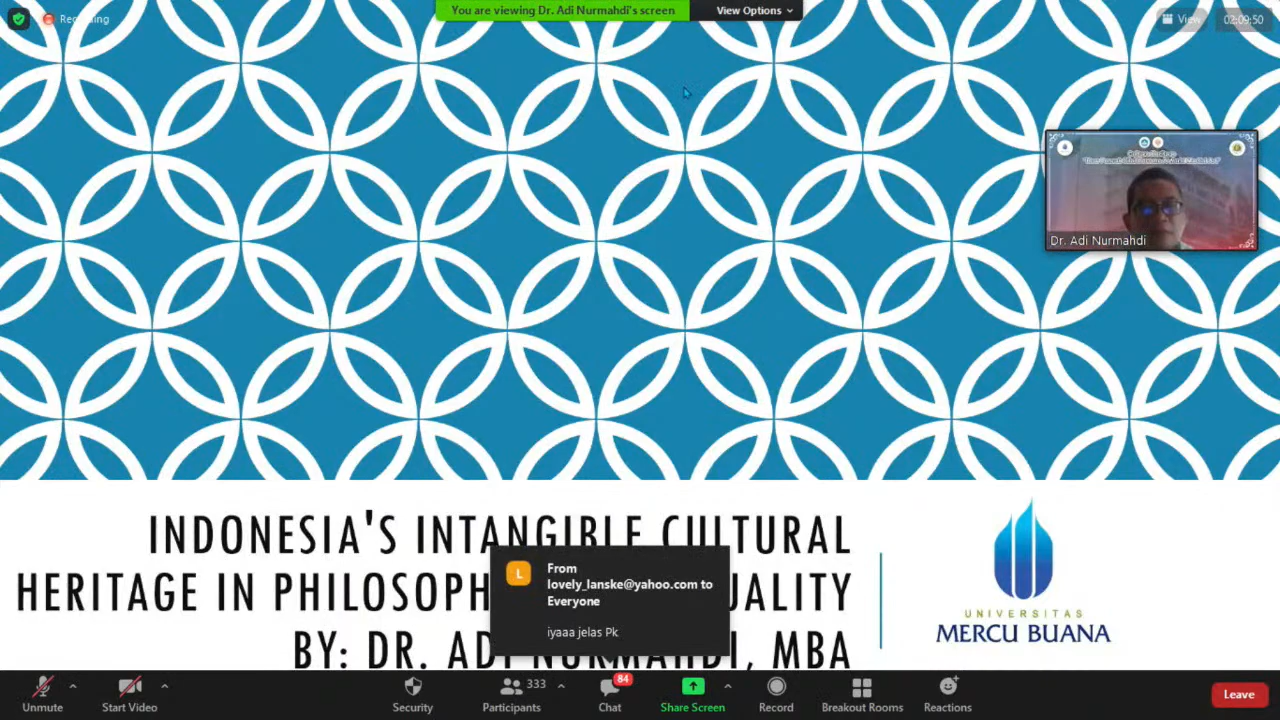 Recording
You are viewing Dr. Adi Nurmahdi's screen
View Options
View
02:09:50
Dr. Adi Nurmahdi
INDONESIA'S INTANGIBLE CULTURAL
HERITAGE IN PHILOSOPH UALITY
BY: DR. ADI NURMAHDI, MBA
L
From
lovely_lanske@yahoo.com to
Everyone
iyaaa jelas Pk
UNIVERSITAS
MERCU BUANA
Unmute
Start Video
Security
333
Participants
84
Chat
Share Screen
Record
Breakout Rooms
Reactions
Leave